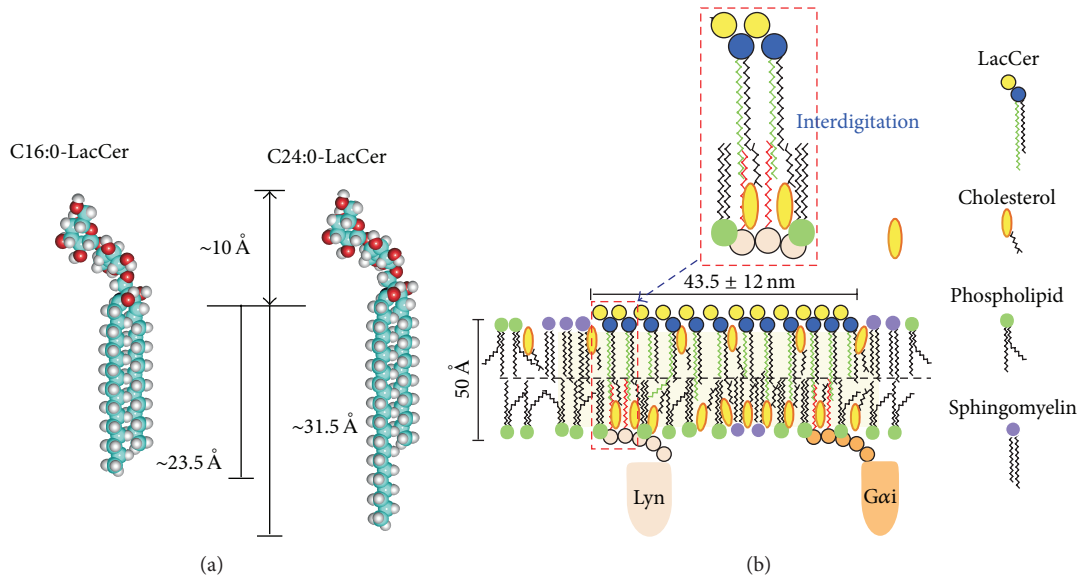 C16:0-LacCer
C24:0-LacCer
~10 Å
~23.5 Å
~31.5 Å
(a)
Interdigitation
43.5 ± 12 nm
50 Å
Lyn
Gαi
LacCer
Cholesterol
Phospholipid
Sphingomyelin
(b)